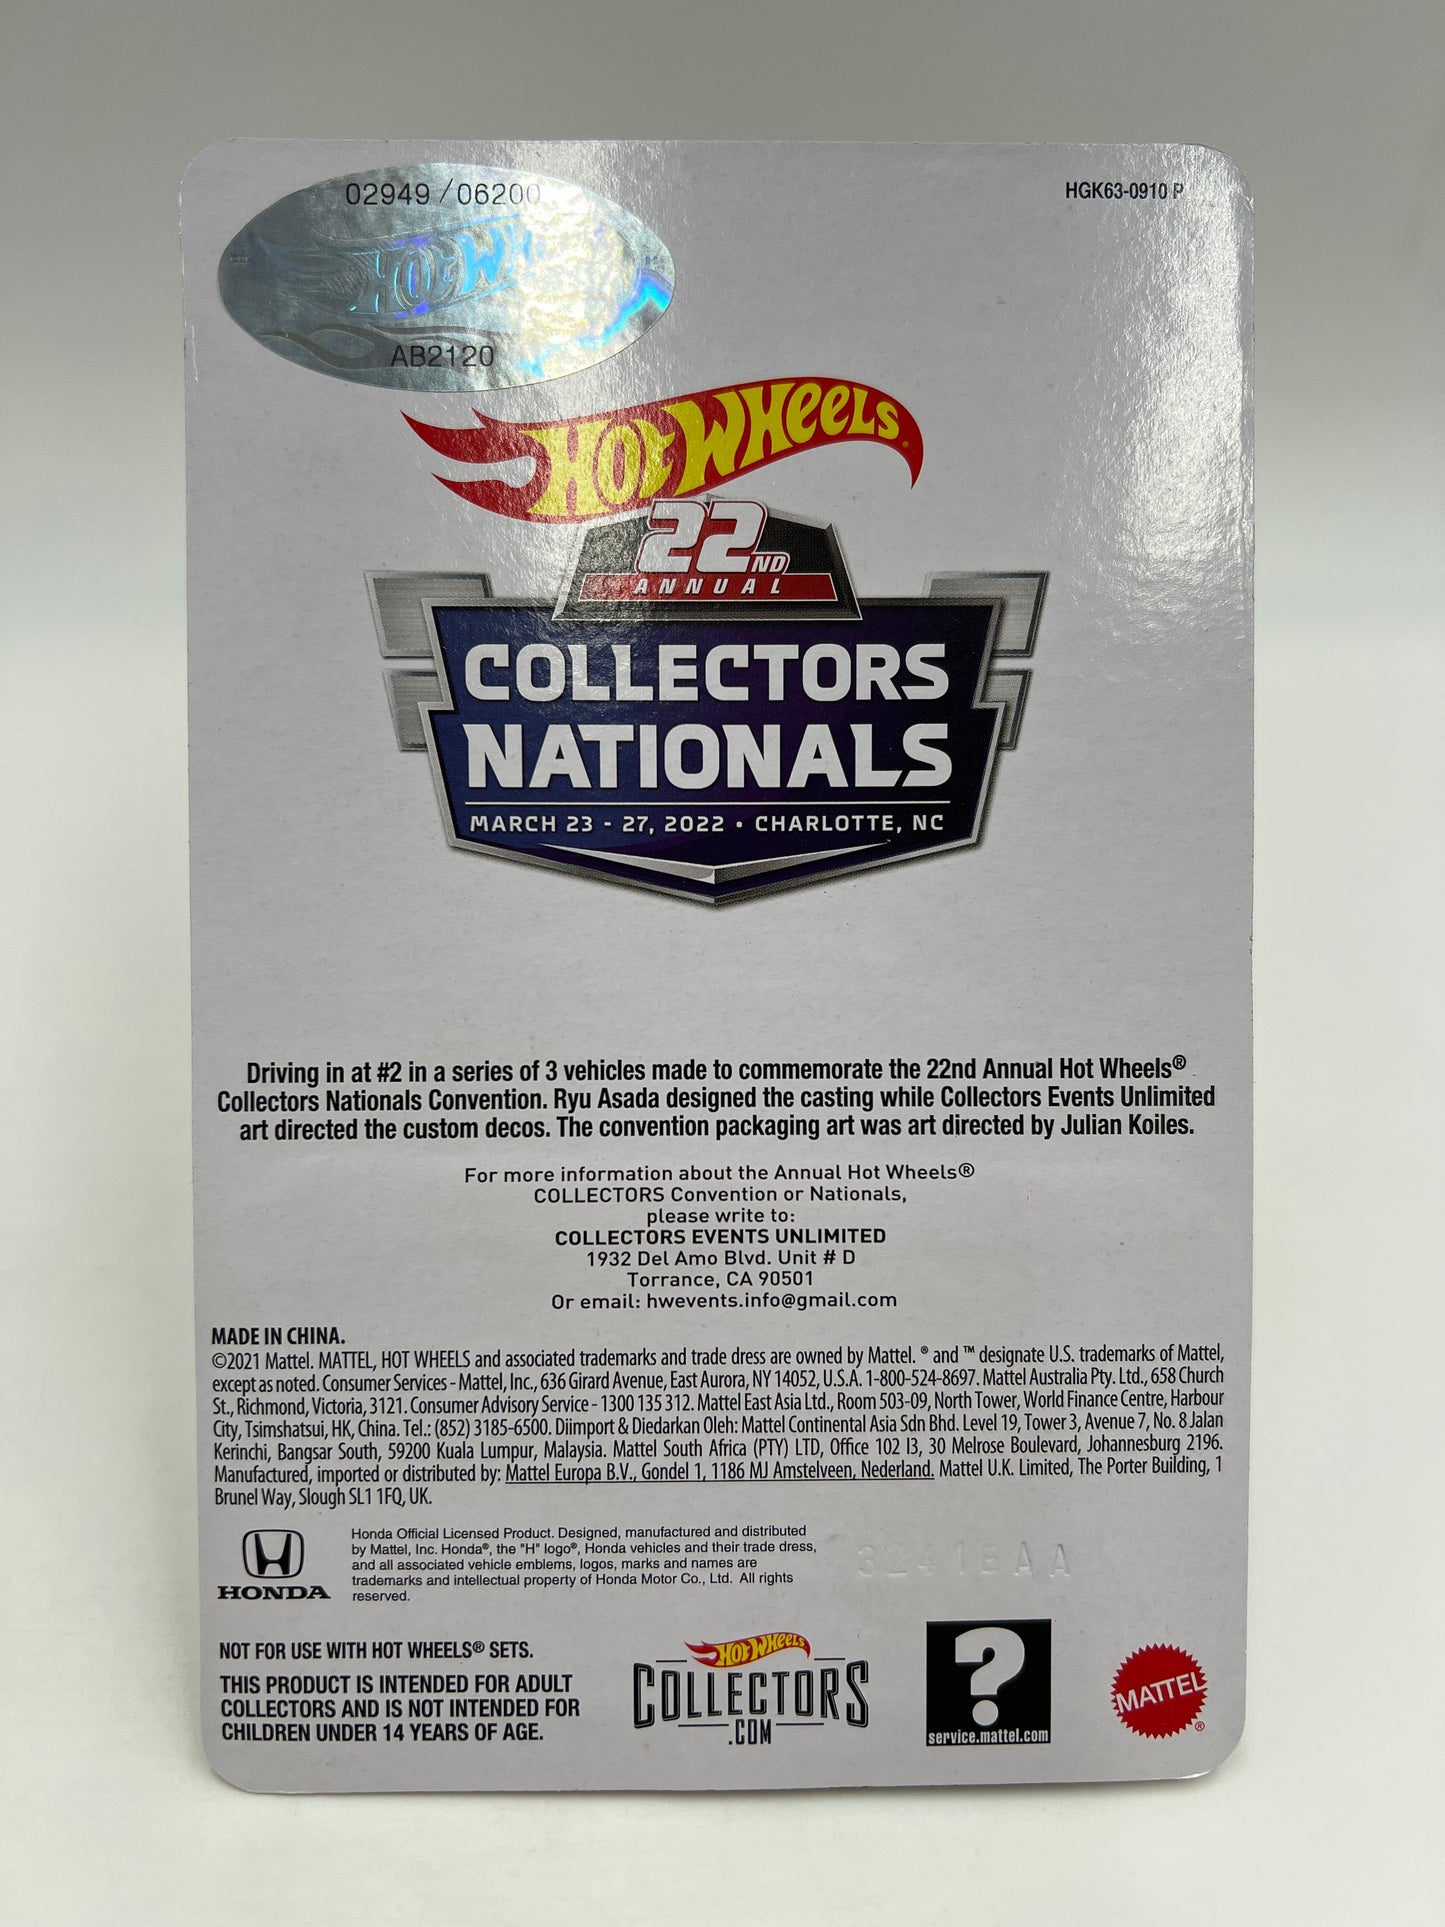 02949/06200
HOT WHEELS
AB2120
HGK63-0910 P
HOT WHEELS®
22ND
ANNUAL
COLLECTORS
NATIONALS
MARCH 23 - 27, 2022 • CHARLOTTE, NC
Driving in at #2 in a series of 3 vehicles made to commemorate the 22nd Annual Hot Wheels®
Collectors Nationals Convention. Ryu Asada designed the casting while Collectors Events Unlimited
art directed the custom decos. The convention packaging art was art directed by Julian Koiles.
For more information about the Annual Hot Wheels®
COLLECTORS Convention or Nationals,
please write to:
COLLECTORS EVENTS UNLIMITED
1932 Del Amo Blvd. Unit # D
Torrance, CA 90501
Or email: hwevents.info@gmail.com
MADE IN CHINA.
©2021 Mattel. MATTEL, HOT WHEELS and associated trademarks and trade dress are owned by Mattel. ® and ™ designate U.S. trademarks of Mattel,
except as noted. Consumer Services - Mattel, Inc., 636 Girard Avenue, East Aurora, NY 14052, U.S.A. 1-800-524-8697. Mattel Australia Pty. Ltd., 658 Church
St., Richmond, Victoria, 3121. Consumer Advisory Service - 1300 135 312. Mattel East Asia Ltd., Room 503-09, North Tower, World Finance Centre, Harbour
City, Tsimshatsui, HK, China. Tel.: (852) 3185-6500. Diimport & Diedarkan Oleh: Mattel Continental Asia Sdn Bhd. Level 19, Tower 3, Avenue 7, No. 8 Jalan
Kerinchi, Bangsar South, 59200 Kuala Lumpur, Malaysia. Mattel South Africa (PTY) LTD, Office 102 I3, 30 Melrose Boulevard, Johannesburg 2196.
Manufactured, imported or distributed by: Mattel Europa B.V., Gondel 1, 1186 MJ Amstelveen, Nederland. Mattel U.K. Limited, The Porter Building, 1
Brunel Way, Slough SL1 1FQ, UK.
HONDA
Honda Official Licensed Product. Designed, manufactured and distributed
by Mattel, Inc. Honda®, the "H" logo®, Honda vehicles and their trade dress,
and all associated vehicle emblems, logos, marks and names are
trademarks and intellectual property of Honda Motor Co., Ltd. All rights
reserved.
NOT FOR USE WITH HOT WHEELS® SETS.
THIS PRODUCT IS INTENDED FOR ADULT
COLLECTORS AND IS NOT INTENDED FOR
CHILDREN UNDER 14 YEARS OF AGE.
HOT WHEELS
COLLECTORS
.COM
?
service.mattel.com
MATTEL®